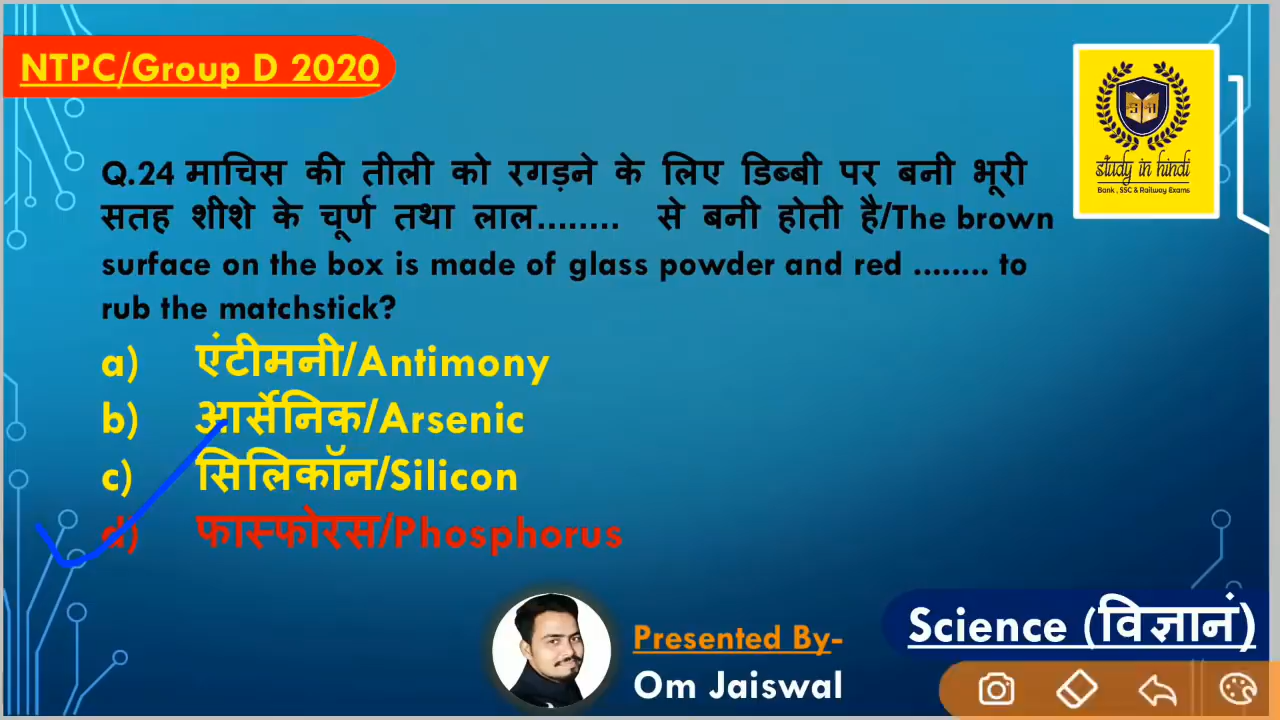 NTPC/Group D 2020
study in hindi
Bank , SSC & Railway Exams
Q.24 माचिस की तीली को रगड़ने के लिए डिब्बी पर बनी भूरी
सतह शीशे के चूर्ण तथा लाल........ से बनी होती है/The brown
surface on the box is made of glass powder and red ........ to
rub the matchstick?
a) एंटीमनी/Antimony
b) आर्सेनिक/Arsenic
c) सिलिकॉन/Silicon
d) फास्फोरस/Phosphorus
Presented By-
Om Jaiswal
Science (विज्ञानं)